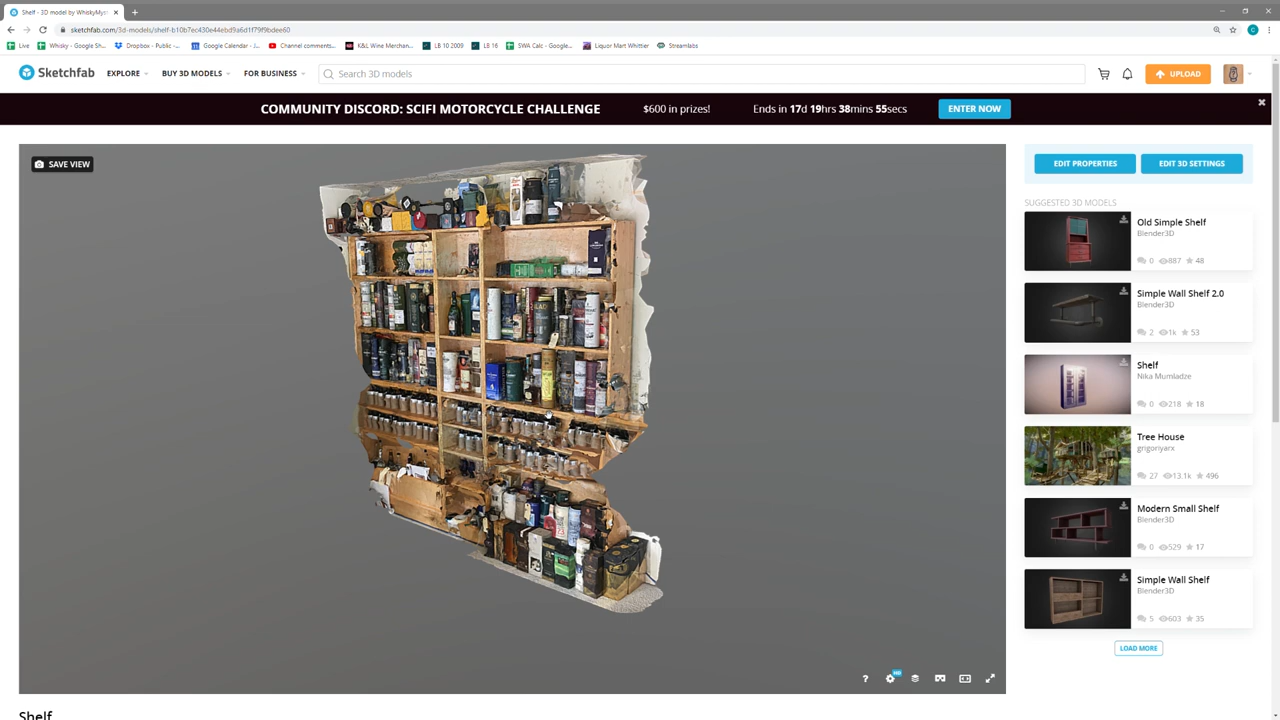 Shelf - 3D model by WhiskyMys
sketchfab.com/3d-models/shelf-b10b7ec430e44ebd9a6d1f79f9bdee60
Live
Whisky - Google Sh...
Dropbox - Public -...
Google Calendar - J...
Channel comments...
K&L Wine Merchan...
LB 10 2009
LB 16
SWA Calc - Google...
Liquor Mart Whittier
Streamlabs
Sketchfab
EXPLORE
BUY 3D MODELS
FOR BUSINESS
Search 3D models
UPLOAD
COMMUNITY DISCORD: SCIFI MOTORCYCLE CHALLENGE
$600 in prizes!
Ends in 17d 19hrs 38mins 55secs
ENTER NOW
SAVE VIEW
EDIT PROPERTIES
EDIT 3D SETTINGS
SUGGESTED 3D MODELS
Old Simple Shelf
Blender3D
0 887 48
Simple Wall Shelf 2.0
Blender3D
2 1k 53
Shelf
Nika Mumladze
0 218 18
Tree House
grigoriyarx
27 13.1k 496
Modern Small Shelf
Blender3D
0 529 17
Simple Wall Shelf
Blender3D
5 603 35
LOAD MORE
?
HD
Shelf